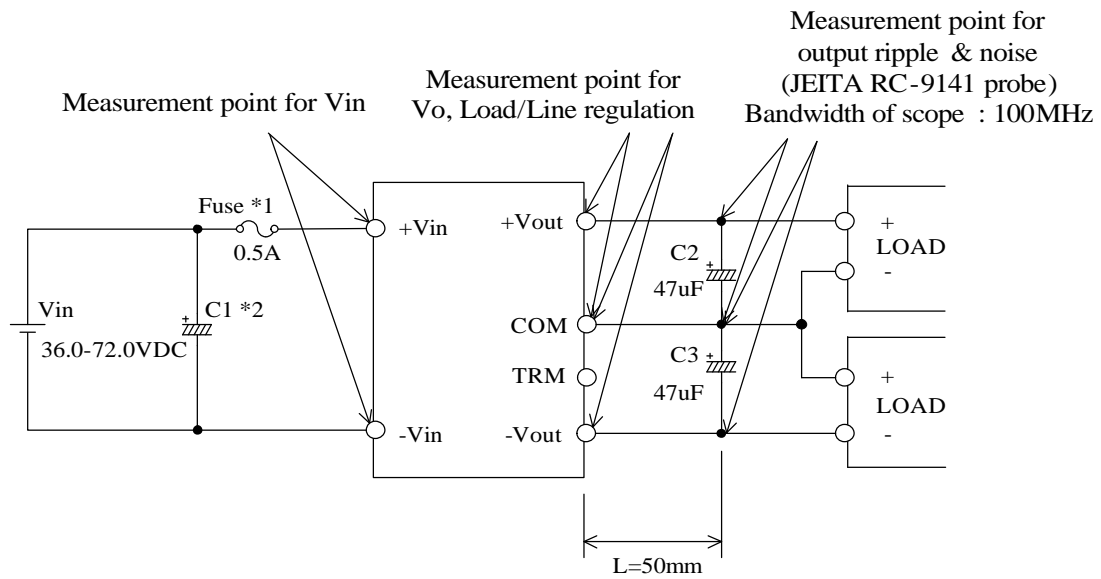 Measurement point for
output ripple & noise
(JEITA RC-9141 probe)
Bandwidth of scope : 100MHz
Measurement point for
Vo, Load/Line regulation
Measurement point for Vin
Fuse *1
0.5A
+Vin
+Vout
C2
+
47uF
+
LOAD
-
Vin
36.0-72.0VDC
C1 *2
+
COM
TRM
C3
+
47uF
+
LOAD
-
-Vin
-Vout
L=50mm